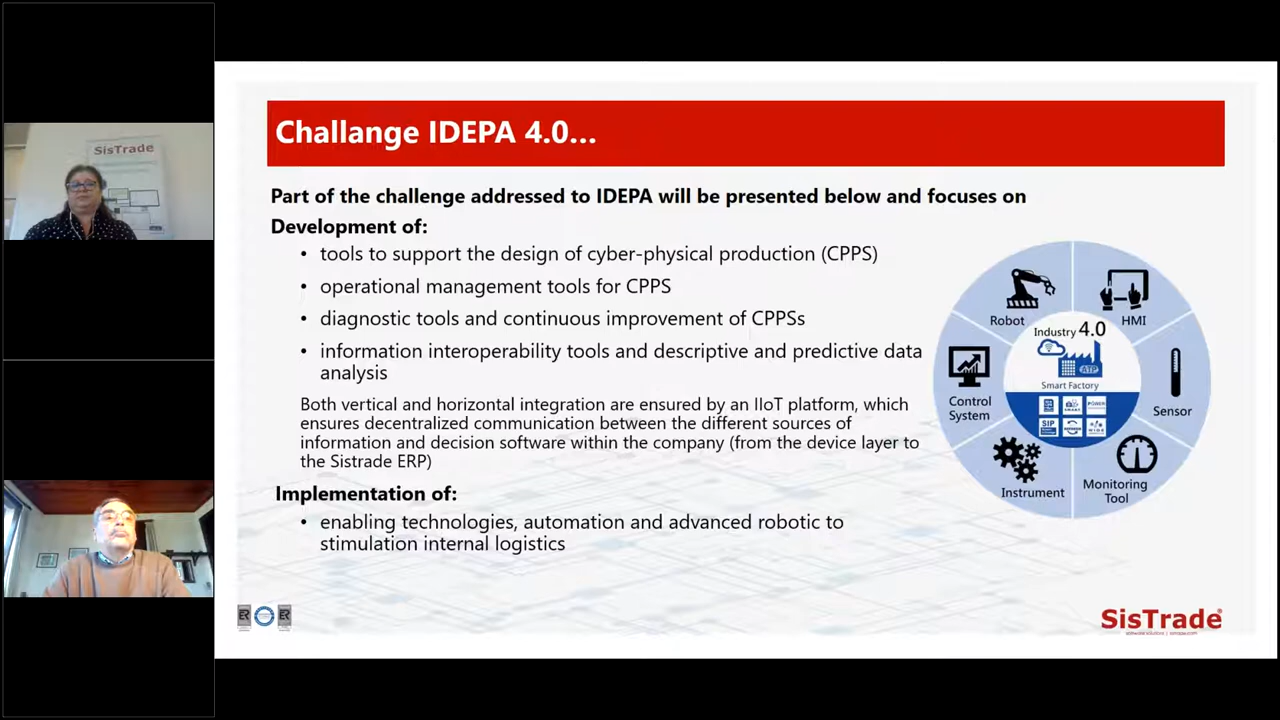 SisTrade
Challange IDEPA 4.0...
Part of the challenge addressed to IDEPA will be presented below and focuses on
Development of:
• tools to support the design of cyber-physical production (CPPS)
• operational management tools for CPPS
• diagnostic tools and continuous improvement of CPPSs
• information interoperability tools and descriptive and predictive data
analysis
Both vertical and horizontal integration are ensured by an IIoT platform, which
ensures decentralized communication between the different sources of
information and decision software within the company (from the device layer to
the Sistrade ERP)
Implementation of:
• enabling technologies, automation and advanced robotic to
stimulation internal logistics
Robot
HMI
Industry 4.0
ATP
Smart Factory
Control
System
Sensor
POWER
SIP
Instrument
Monitoring
Tool
ER
ER
SisTrade®